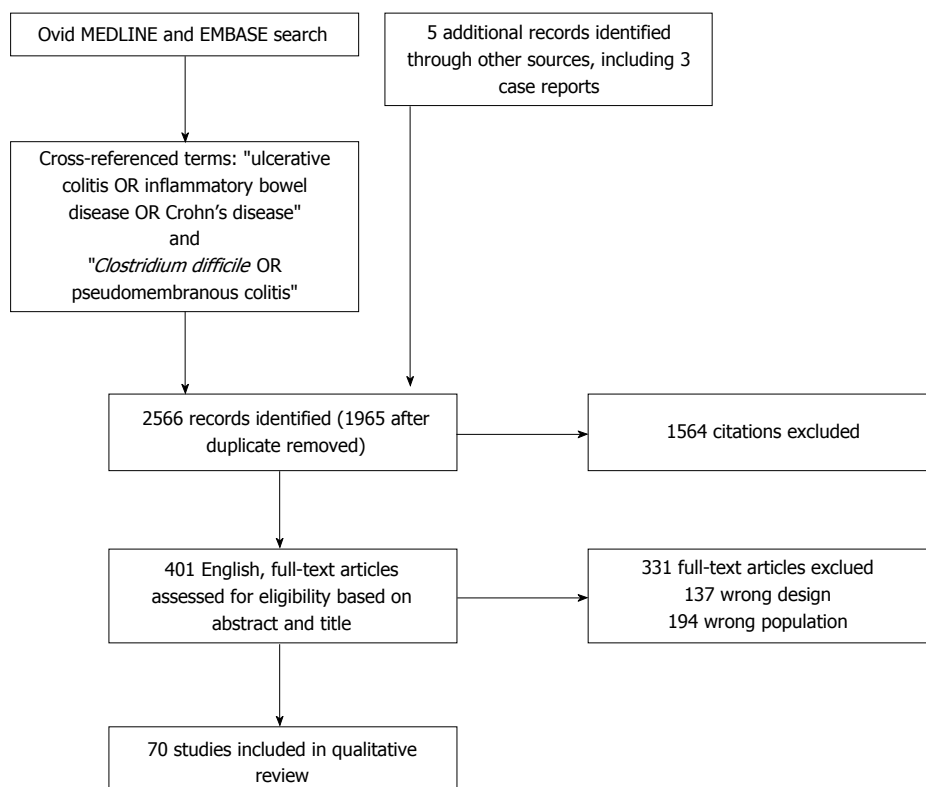 Ovid MEDLINE and EMBASE search
5 additional records identified
through other sources, including 3
case reports
Cross-referenced terms: "ulcerative
colitis OR inflammatory bowel
disease OR Crohn’s disease"
and
"Clostridium difficile OR
pseudomembranous colitis"
2566 records identified (1965 after
duplicate removed)
1564 citations excluded
401 English, full-text articles
assessed for eligibility based on
abstract and title
331 full-text articles exclued
137 wrong design
194 wrong population
70 studies included in qualitative
review